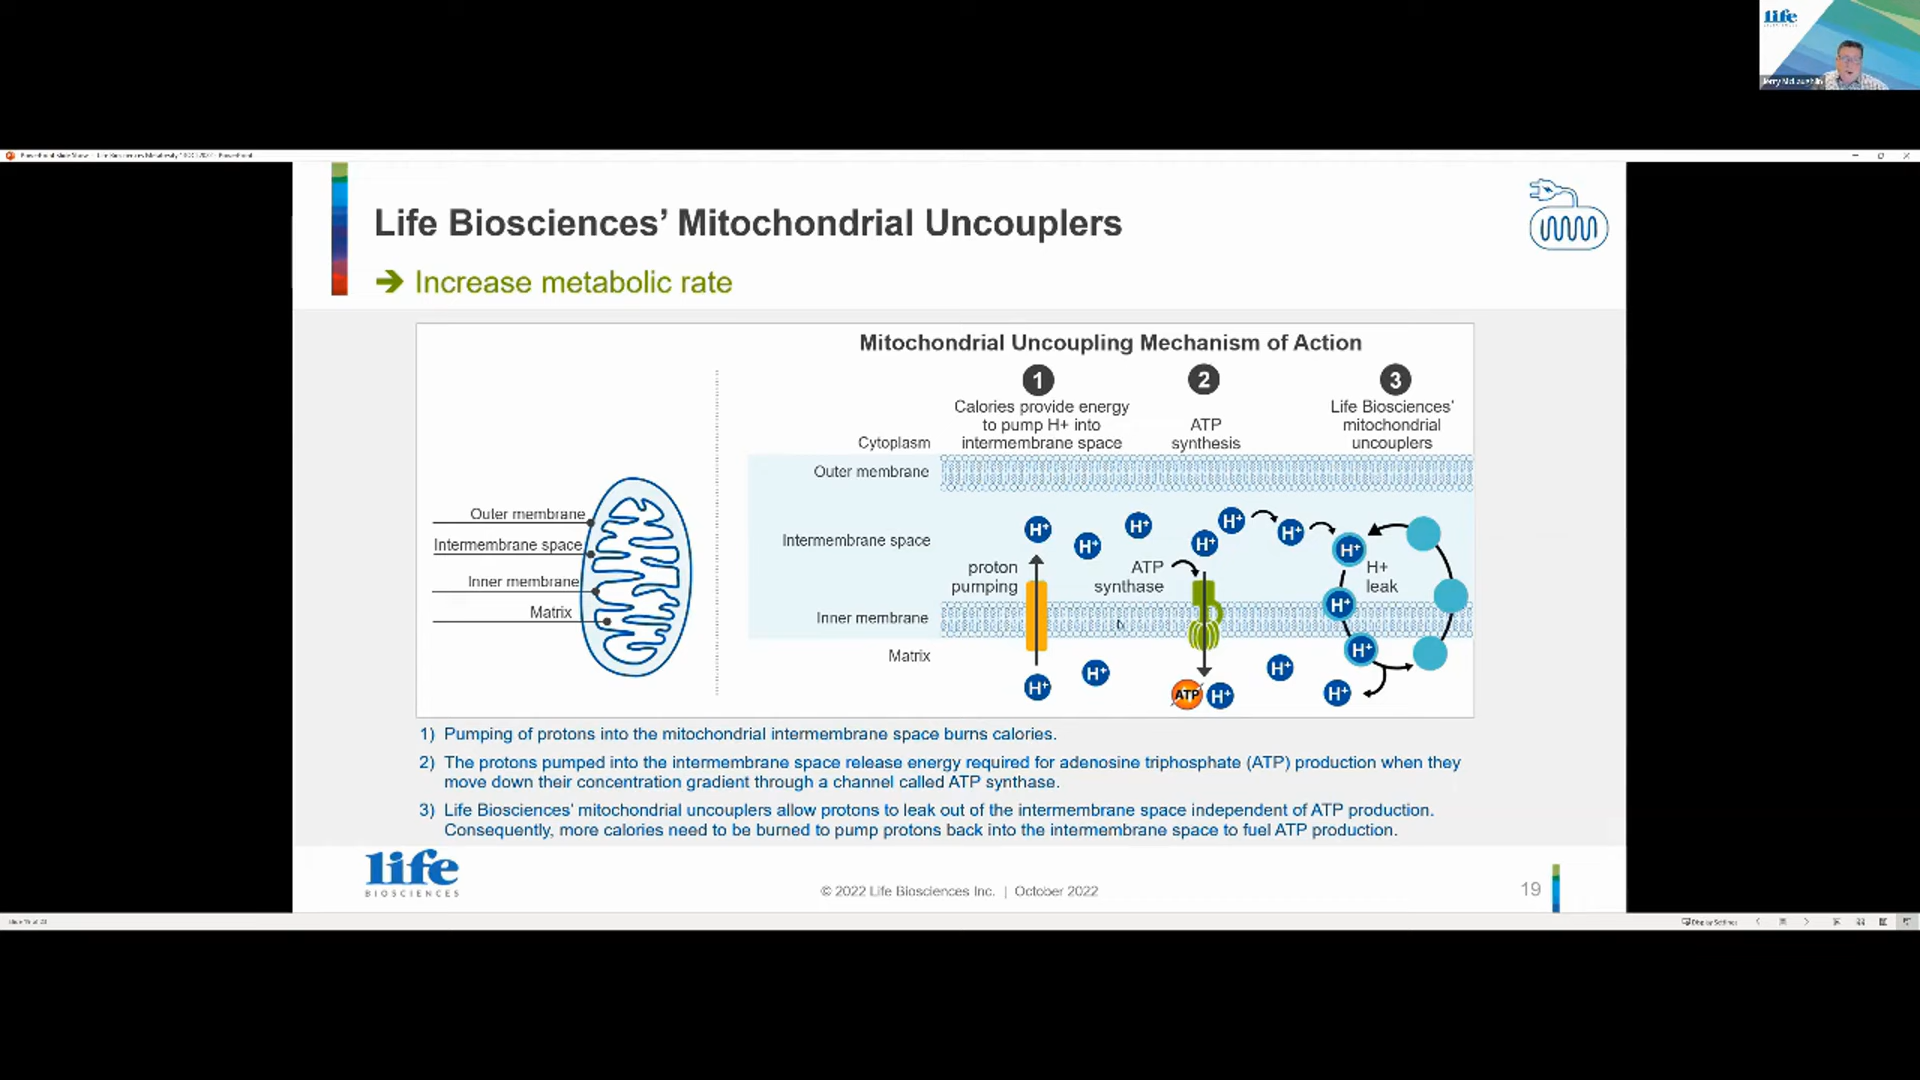 life
Jerry McLaughlin
Life Biosciences’ Mitochondrial Uncouplers
➔ Increase metabolic rate
Mitochondrial Uncoupling Mechanism of Action
1
2
3
Calories provide energy
to pump H+ into
intermembrane space
ATP
synthesis
Life Biosciences’
mitochondrial
uncouplers
Cytoplasm
Outer membrane
Intermembrane space
proton
pumping
ATP
synthase
H+
leak
Inner membrane
Matrix
H⁺
H⁺
H⁺
H⁺
H⁺
H⁺
H⁺
H⁺
H⁺
H⁺
H⁺
ATP
H⁺
H⁺
H⁺
Outer membrane
Intermembrane space
Inner membrane
Matrix
1) Pumping of protons into the mitochondrial intermembrane space burns calories.
2) The protons pumped into the intermembrane space release energy required for adenosine triphosphate (ATP) production when they
move down their concentration gradient through a channel called ATP synthase.
3) Life Biosciences’ mitochondrial uncouplers allow protons to leak out of the intermembrane space independent of ATP production.
Consequently, more calories need to be burned to pump protons back into the intermembrane space to fuel ATP production.
life
BIOSCIENCES
© 2022 Life Biosciences Inc. | October 2022
19
Display Settings